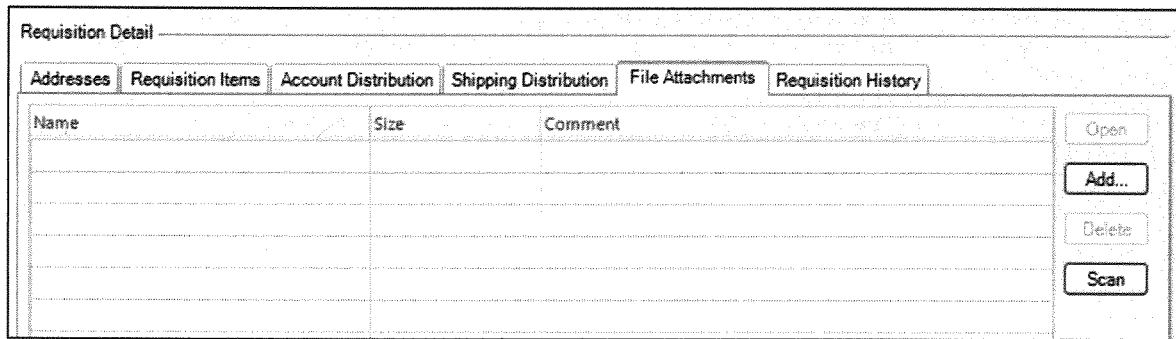 Requisition Detail
Addresses Requisition Items Account Distribution Shipping Distribution File Attachments Requisition History
Name Size Comment
Open
Add...
Delete
Scan